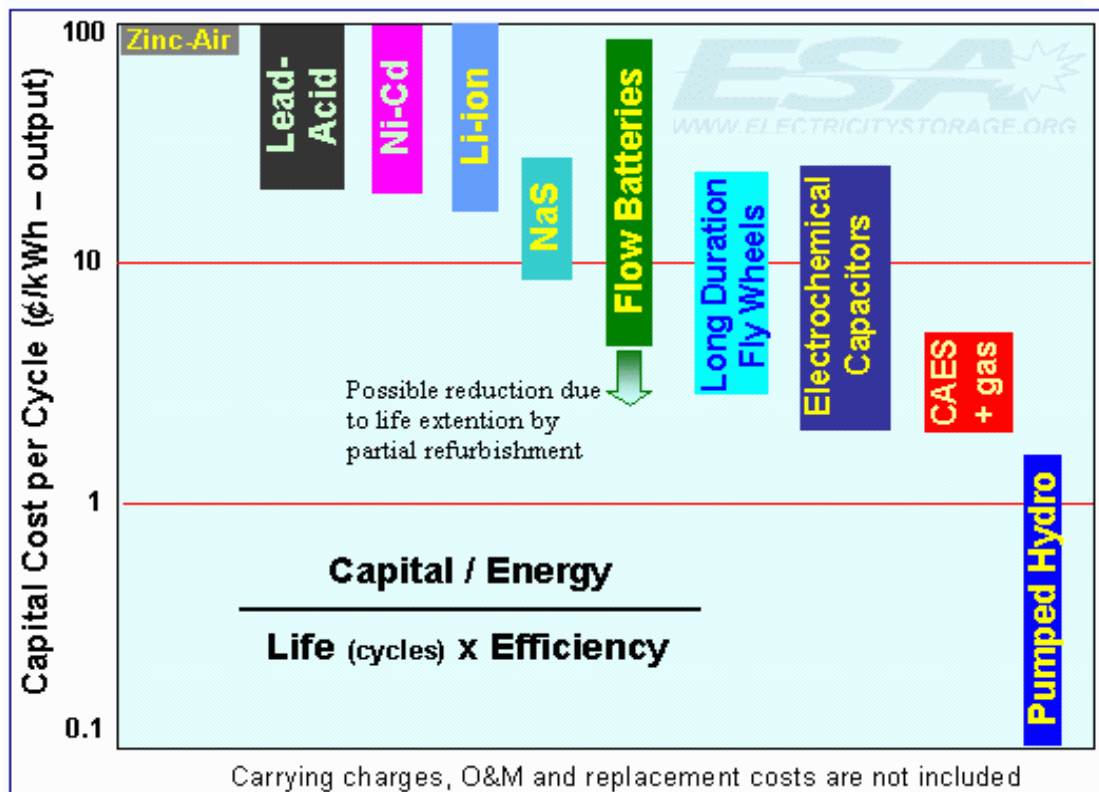 Capital Cost per Cycle (¢/kWh – output)
100
10
1
0.1
Zinc-Air
Lead-
Acid
Ni-Cd
Li-ion
NaS
Flow Batteries
Long Duration
Fly Wheels
Electrochemical
Capacitors
CAES
+ gas
Pumped Hydro
ESA
WWW.ELECTRICITYSTORAGE.ORG
Possible reduction due
to life extention by
partial refurbishment
Capital / Energy
Life (cycles) x Efficiency
Carrying charges, O&M and replacement costs are not included